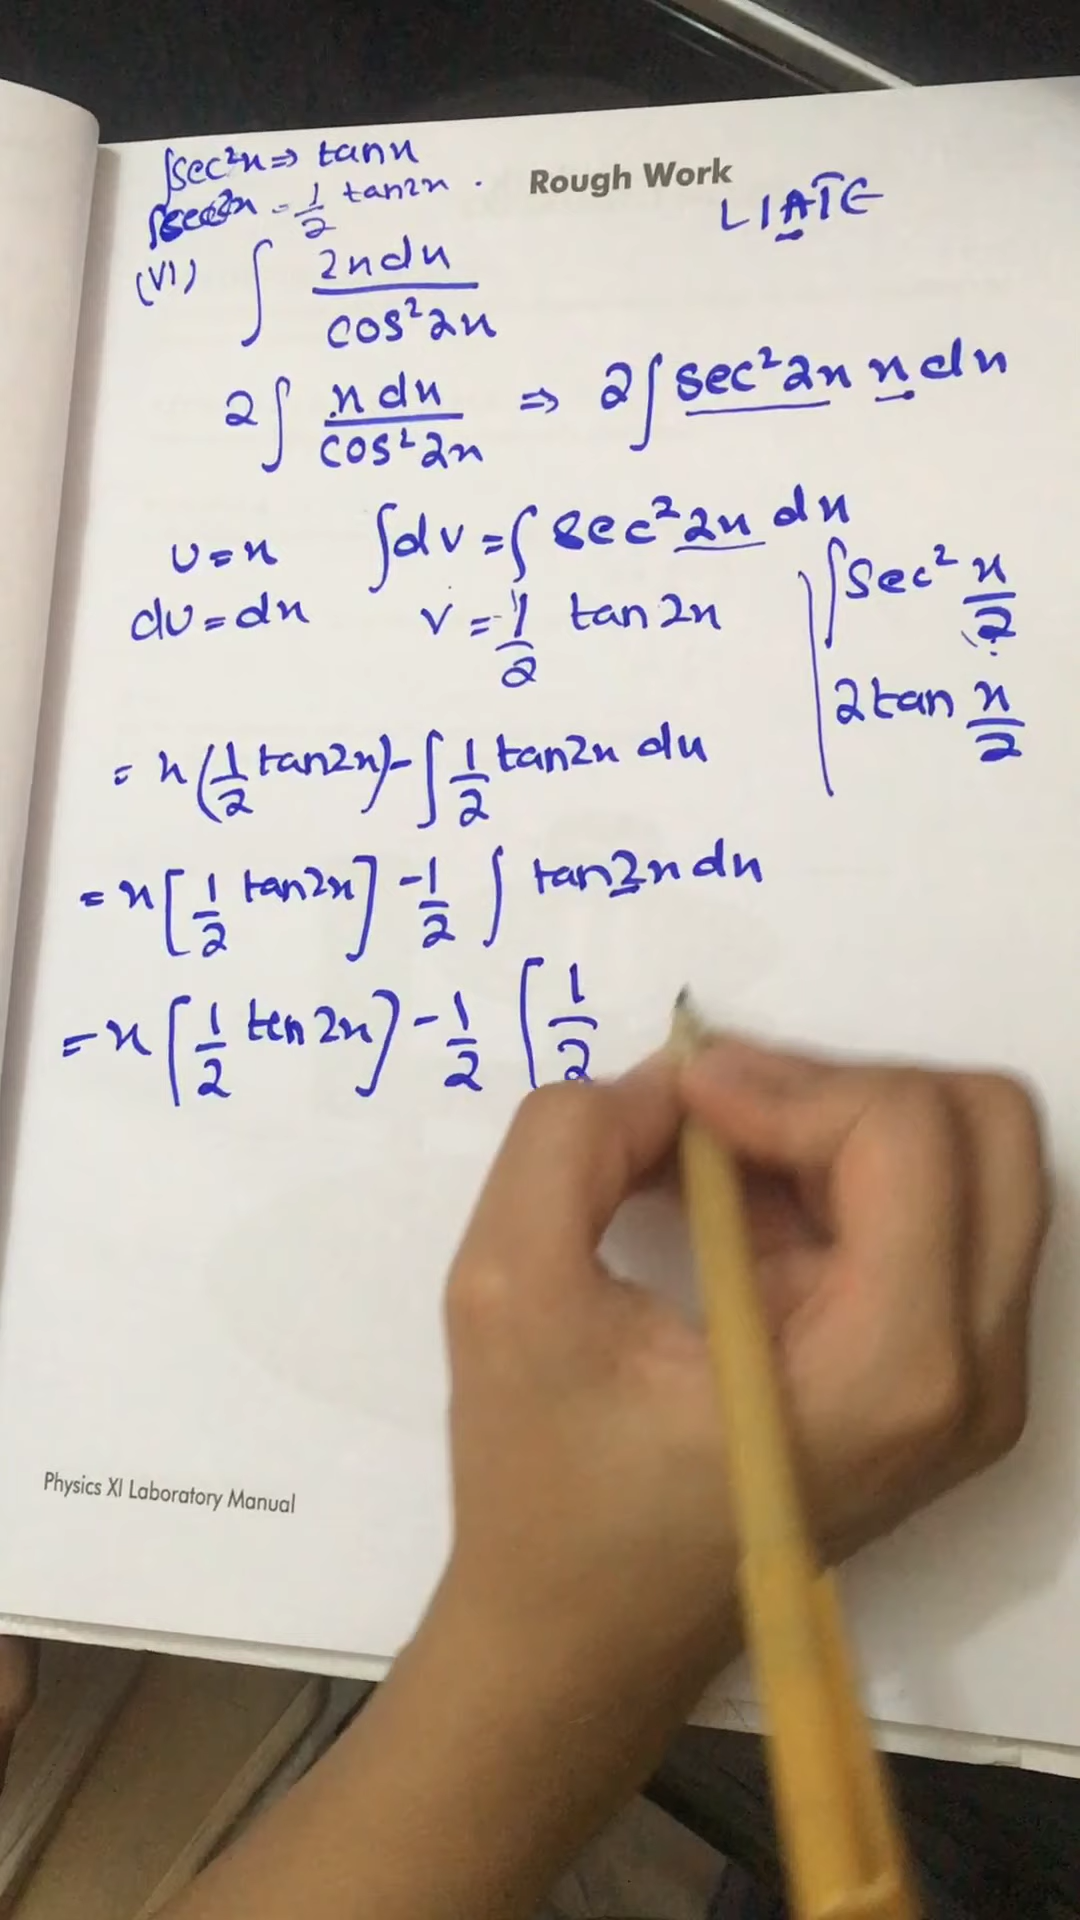 ∫sec²x ⇒ tanx
∫sec²2x = 1/2 tan2x .
Rough Work
LIATE
(VI) ∫ 2xdx / cos²2x
2∫ xdx / cos²2x ⇒ 2∫ sec²2x x dx
u=x ∫dv=∫ sec²2x dx
du=dx v = 1/2 tan2x
∫sec² x/2
2tan x/2
= x(1/2 tan2x) - ∫ 1/2 tan2x dx
= x[1/2 tan2x] - 1/2 ∫ tan2x dx
= x[1/2 tan2x] - 1/2 [1/2
Physics XI Laboratory Manual